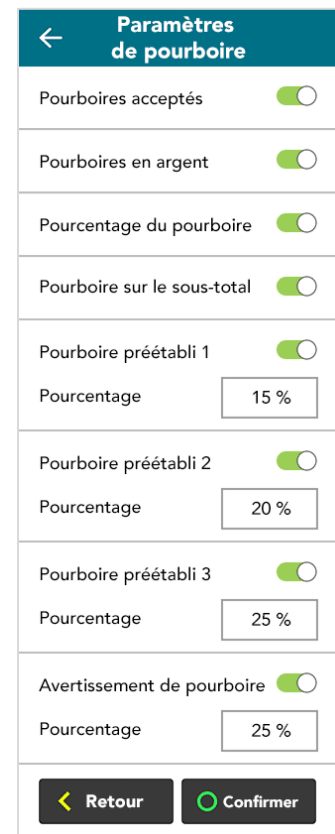 Paramètres
de pourboire
Pourboires acceptés
Pourboires en argent
Pourcentage du pourboire
Pourboire sur le sous-total
Pourboire préétabli 1
Pourcentage 15 %
Pourboire préétabli 2
Pourcentage 20 %
Pourboire préétabli 3
Pourcentage 25 %
Avertissement de pourboire
Pourcentage 25 %
Retour Confirmer